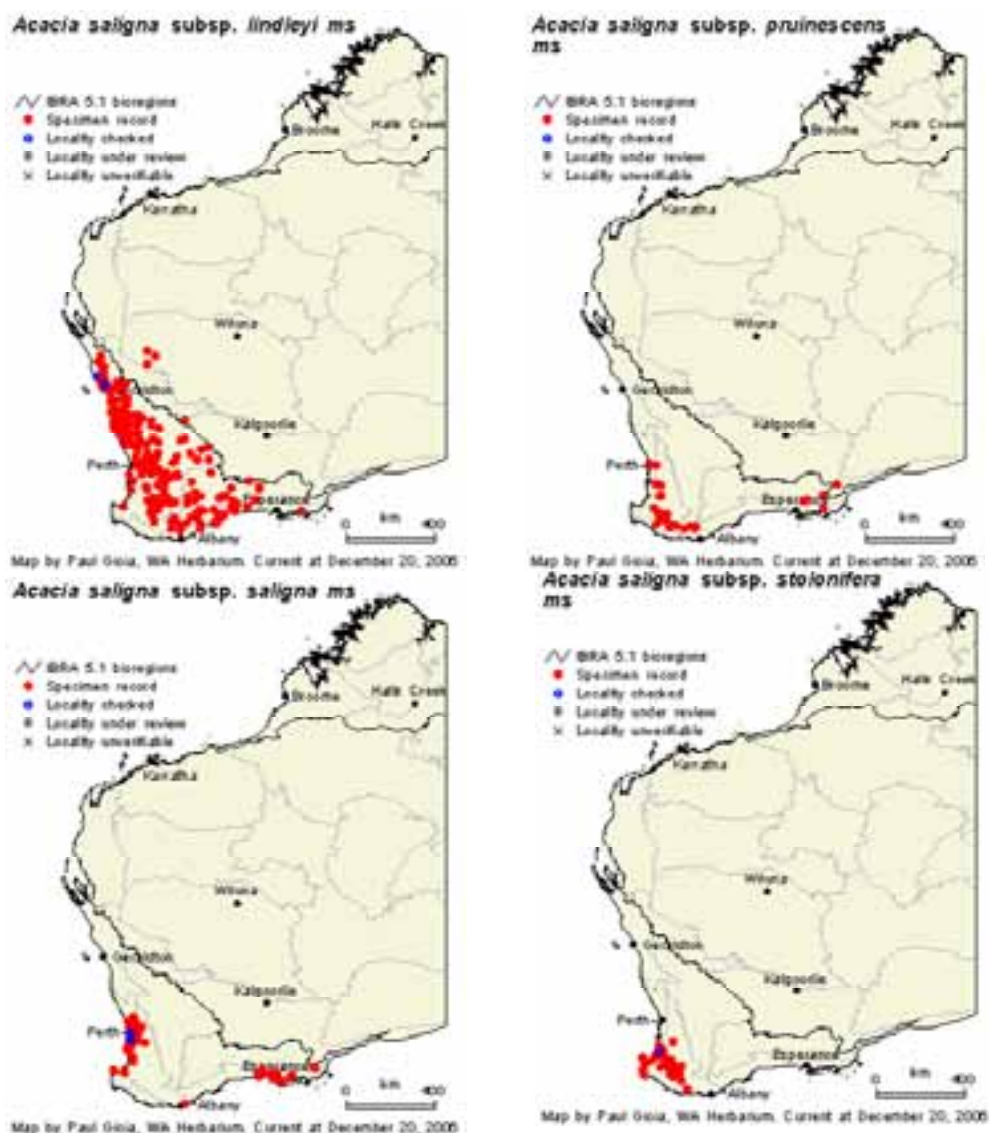 Acacia saligna subsp. lindleyi ms
IBRA 5.1 bioregions
Specimen record
Locality checked
Locality under review
Locality unverifiable
Broome
Halls Creek
Karratha
Wiluna
Geraldton
Kalgoorlie
Perth
Esperance
Albany
km
0 400
Map by Paul Gioia, WA Herbarium. Current at December 20, 2006
Acacia saligna subsp. pruinescens
ms
IBRA 5.1 bioregions
Specimen record
Locality checked
Locality under review
Locality unverifiable
Broome
Halls Creek
Karratha
Wiluna
Geraldton
Kalgoorlie
Perth
Esperance
Albany
km
0 400
Map by Paul Gioia, WA Herbarium. Current at December 20, 2006
Acacia saligna subsp. saligna ms
IBRA 5.1 bioregions
Specimen record
Locality checked
Locality under review
Locality unverifiable
Broome
Halls Creek
Karratha
Wiluna
Geraldton
Kalgoorlie
Perth
Esperance
Albany
km
0 400
Map by Paul Gioia, WA Herbarium. Current at December 20, 2006
Acacia saligna subsp. stolonifera
ms
IBRA 5.1 bioregions
Specimen record
Locality checked
Locality under review
Locality unverifiable
Broome
Halls Creek
Karratha
Wiluna
Geraldton
Kalgoorlie
Perth
Esperance
Albany
km
0 400
Map by Paul Gioia, WA Herbarium. Current at December 20, 2006